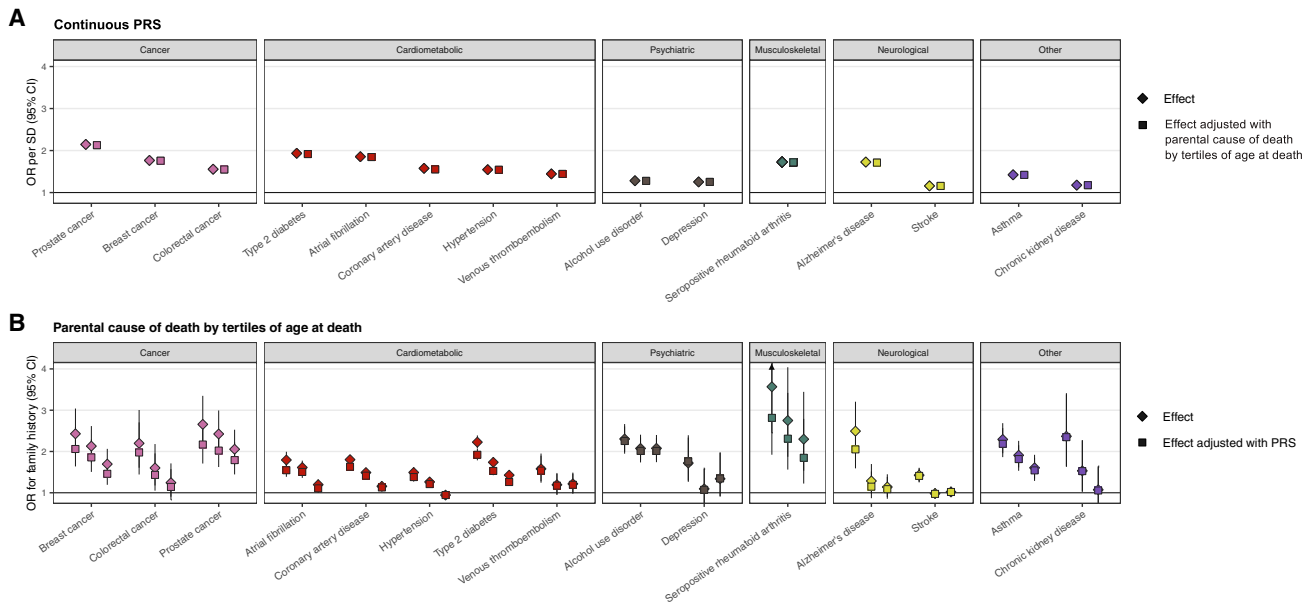 A
Continuous PRS
Cancer
Cardiometabolic
Psychiatric
Musculoskeletal
Neurological
Other
OR per SD (95% CI)
4
3
2
1
Prostate cancer
Breast cancer
Colorectal cancer
Type 2 diabetes
Atrial fibrillation
Coronary artery disease
Hypertension
Venous thromboembolism
Alcohol use disorder
Depression
Seropositive rheumatoid arthritis
Alzheimer's disease
Stroke
Asthma
Chronic kidney disease
Effect
Effect adjusted with
parental cause of death
by tertiles of age at death
B
Parental cause of death by tertiles of age at death
Cancer
Cardiometabolic
Psychiatric
Musculoskeletal
Neurological
Other
OR for family history (95% CI)
4
3
2
1
Breast cancer
Colorectal cancer
Prostate cancer
Atrial fibrillation
Coronary artery disease
Hypertension
Type 2 diabetes
Venous thromboembolism
Alcohol use disorder
Depression
Seropositive rheumatoid arthritis
Alzheimer's disease
Stroke
Asthma
Chronic kidney disease
Effect
Effect adjusted with PRS